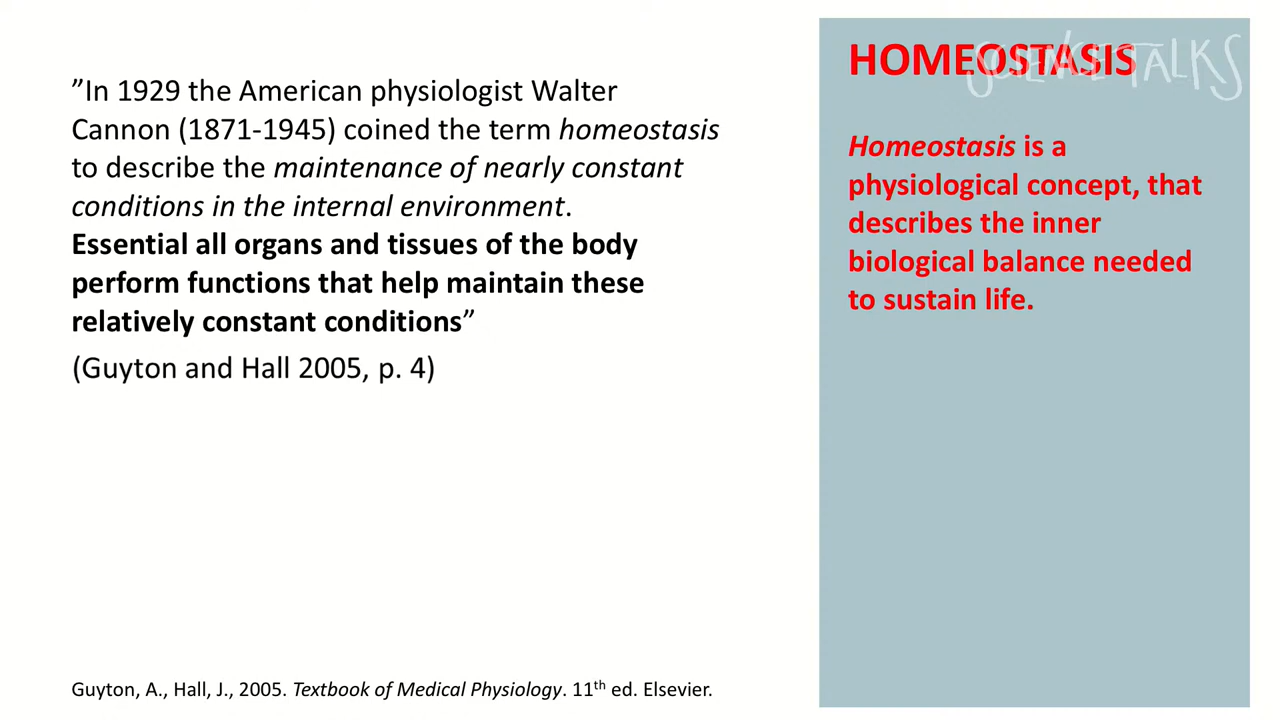 ”In 1929 the American physiologist Walter
Cannon (1871-1945) coined the term homeostasis
to describe the maintenance of nearly constant
conditions in the internal environment.
Essential all organs and tissues of the body
perform functions that help maintain these
relatively constant conditions”
(Guyton and Hall 2005, p. 4)
Guyton, A., Hall, J., 2005. Textbook of Medical Physiology. 11th ed. Elsevier.
HOMEOSTASIS
SCIENCE TALKS
Homeostasis is a
physiological concept, that
describes the inner
biological balance needed
to sustain life.